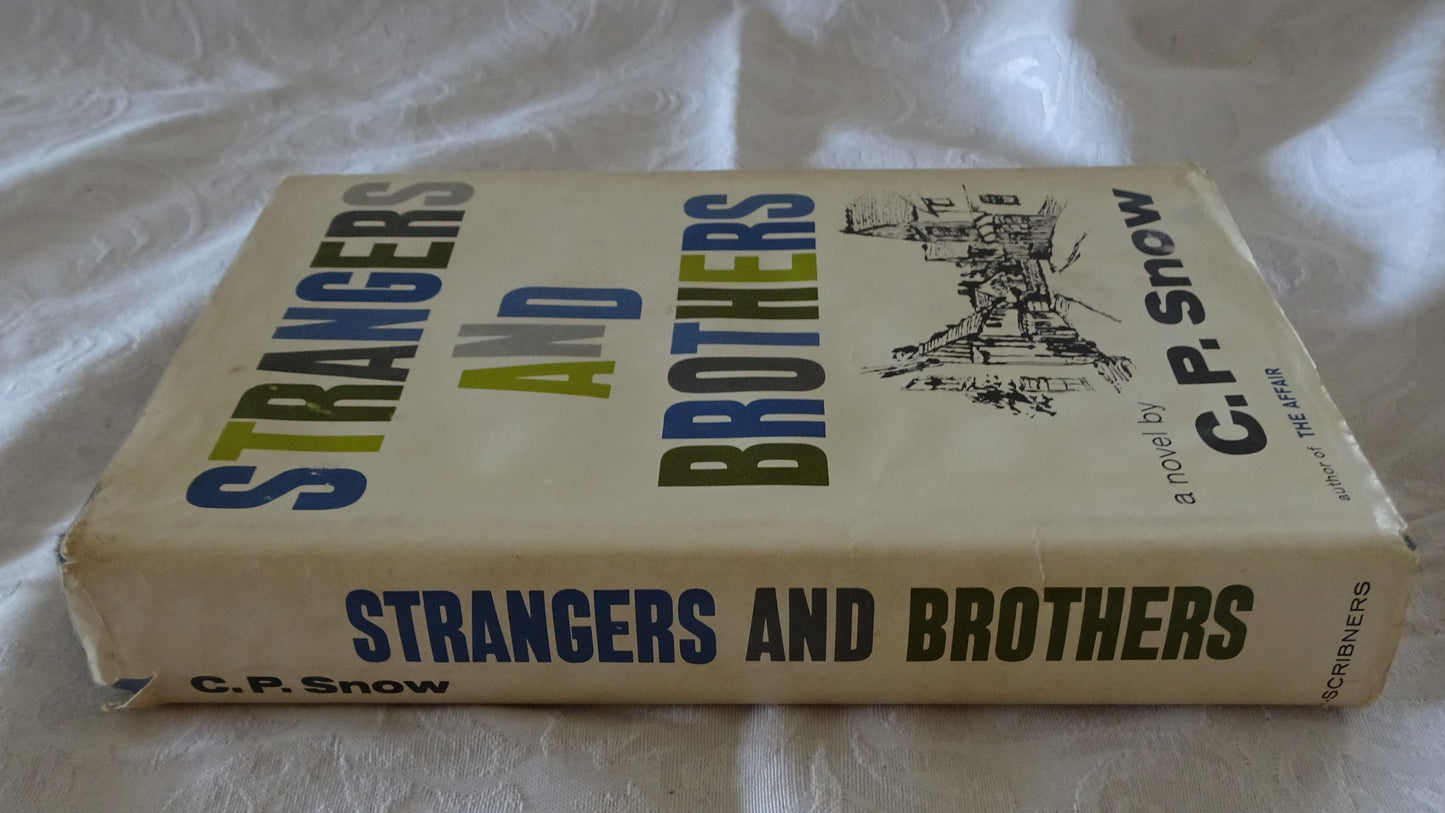 STRANGERS
AND
BROTHERS
a novel by
C. P. Snow
author of THE AFFAIR
C.P. Snow
STRANGERS AND BROTHERS
SCRIBNERS